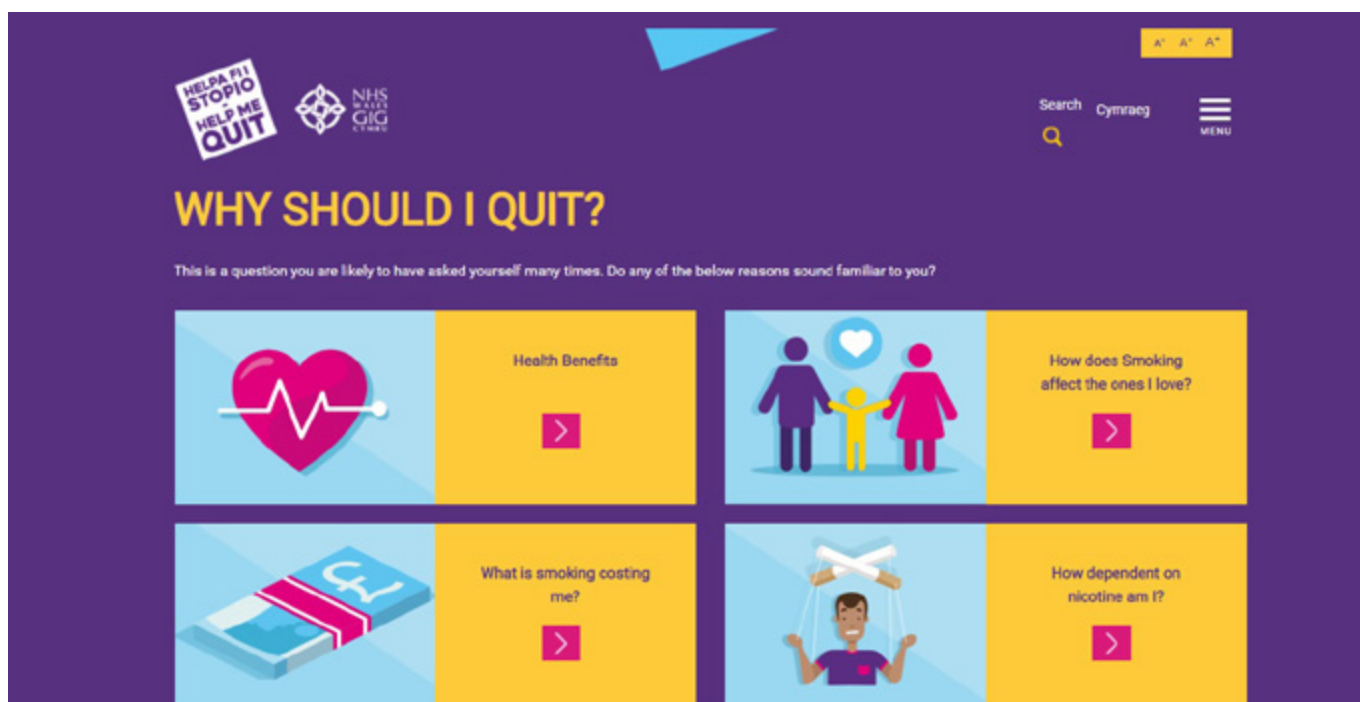 A- A+ A+
HELPA FI I
STOPIO
-
HELP ME
QUIT
NHS
WALES
GIG
CYMRU
Search
Cymraeg
MENU
WHY SHOULD I QUIT?
This is a question you are likely to have asked yourself many times. Do any of the below reasons sound familiar to you?
Health Benefits
How does Smoking
affect the ones I love?
What is smoking costing
me?
£
How dependent on
nicotine am I?